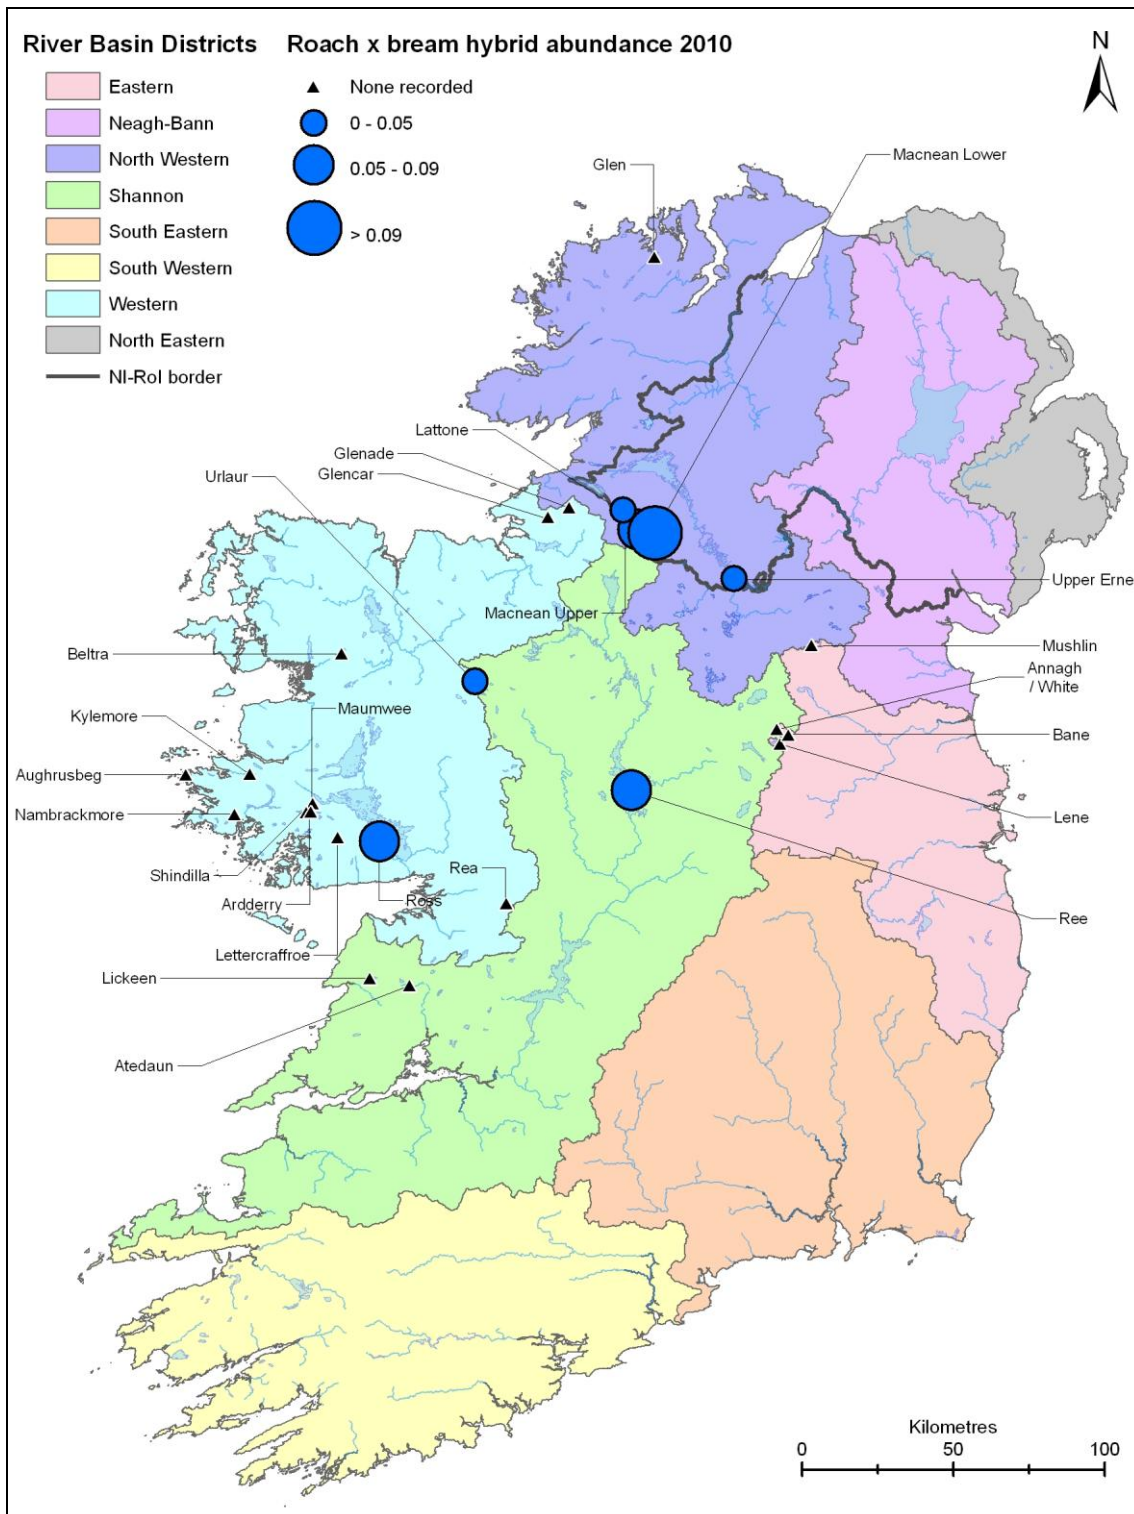 River Basin Districts
Eastern
Neagh-Bann
North Western
Shannon
South Eastern
South Western
Western
North Eastern
NI-RoI border
Roach x bream hybrid abundance 2010
None recorded
0 - 0.05
0.05 - 0.09
> 0.09
N
Glen
Macnean Lower
Lattone
Glenade
Glencar
Urlaur
Macnean Upper
Upper Erne
Beltra
Mushlin
Annagh
/ White
Kylemore
Maumwee
Bane
Aughrusbeg
Nambrackmore
Lene
Shindilla
Rea
Ardderry
Ross
Ree
Lettercraffroe
Lickeen
Atedaun
Kilometres
0
50
100